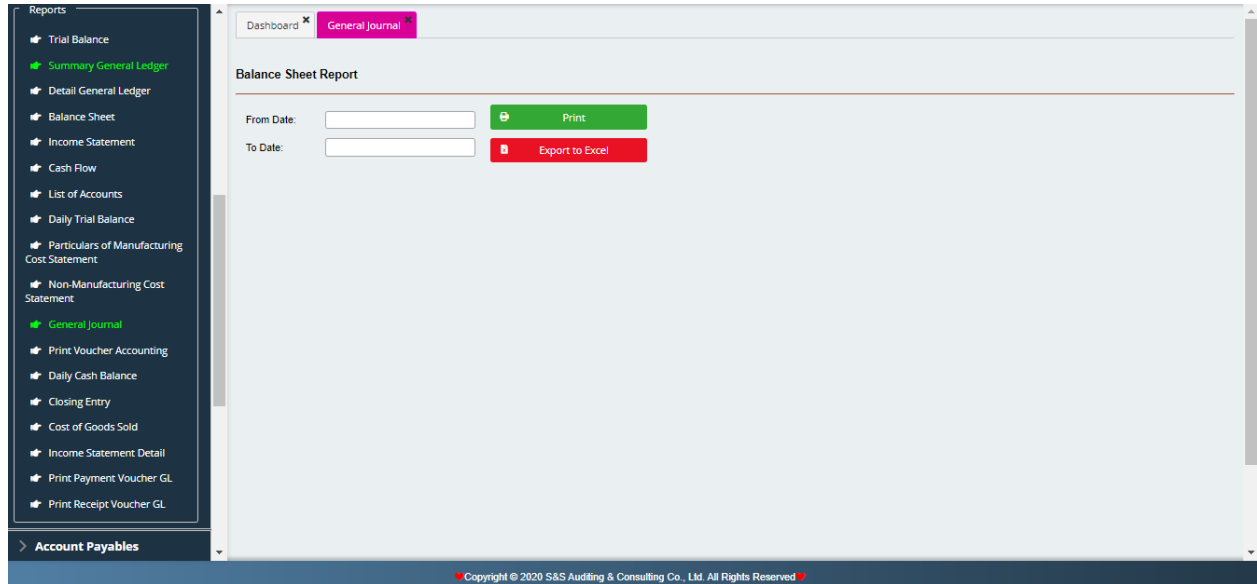 Reports
Trial Balance
Summary General Ledger
Detail General Ledger
Balance Sheet
Income Statement
Cash Flow
List of Accounts
Daily Trial Balance
Particulars of Manufacturing
Cost Statement
Non-Manufacturing Cost
Statement
General Journal
Print Voucher Accounting
Daily Cash Balance
Closing Entry
Cost of Goods Sold
Income Statement Detail
Print Payment Voucher GL
Print Receipt Voucher GL
Account Payables
Dashboard
General Journal
Balance Sheet Report
From Date:
Print
To Date:
Export to Excel
Copyright © 2020 S&S Auditing & Consulting Co., Ltd. All Rights Reserved